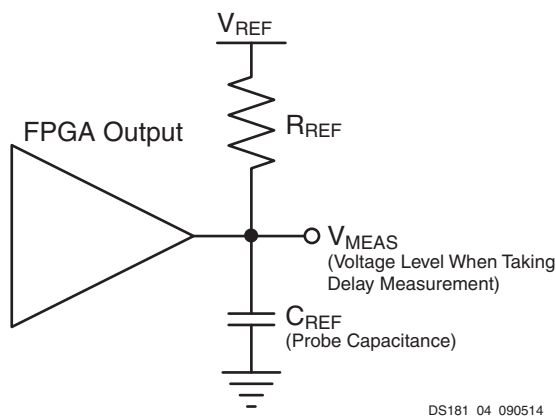 VREF
FPGA Output
RREF
VMEAS
(Voltage Level When Taking
Delay Measurement)
CREF
(Probe Capacitance)
DS181_04_090514